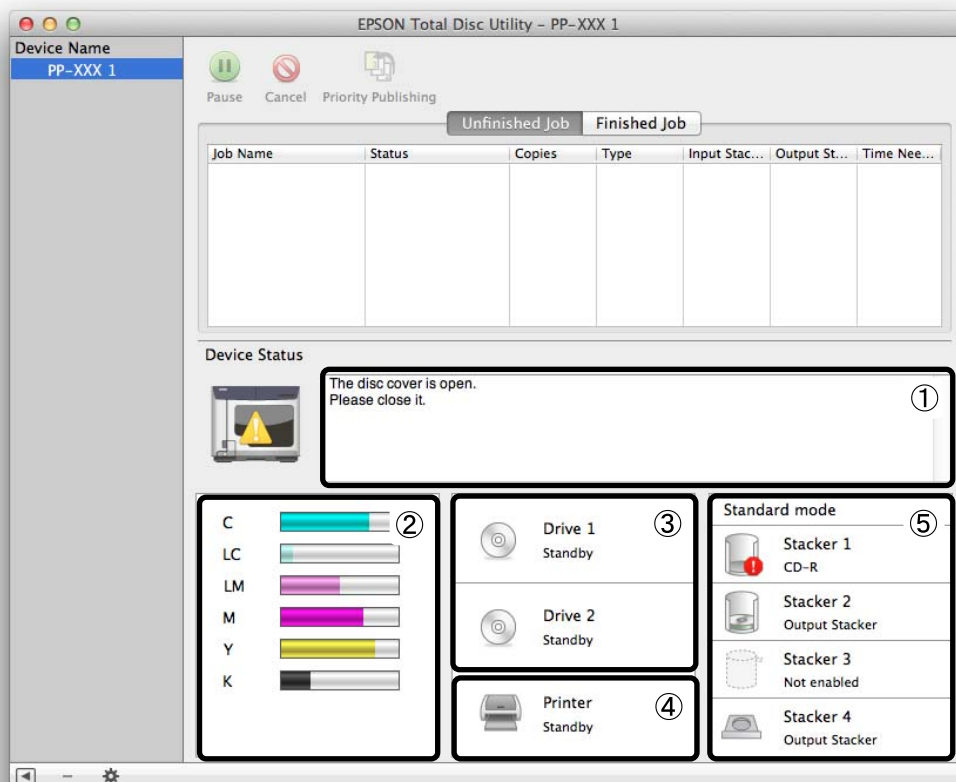 EPSON Total Disc Utility – PP–XXX 1
Device Name
PP–XXX 1
Pause Cancel Priority Publishing
Unfinished Job Finished Job
Job Name Status Copies Type Input Stac... Output St... Time Nee...
Device Status
The disc cover is open.
Please close it.
①
C
LC
LM
M
Y
K
②
Drive 1
Standby
Drive 2
Standby
③
Printer
Standby
④
Standard mode
⑤
Stacker 1
CD-R
Stacker 2
Output Stacker
Stacker 3
Not enabled
Stacker 4
Output Stacker